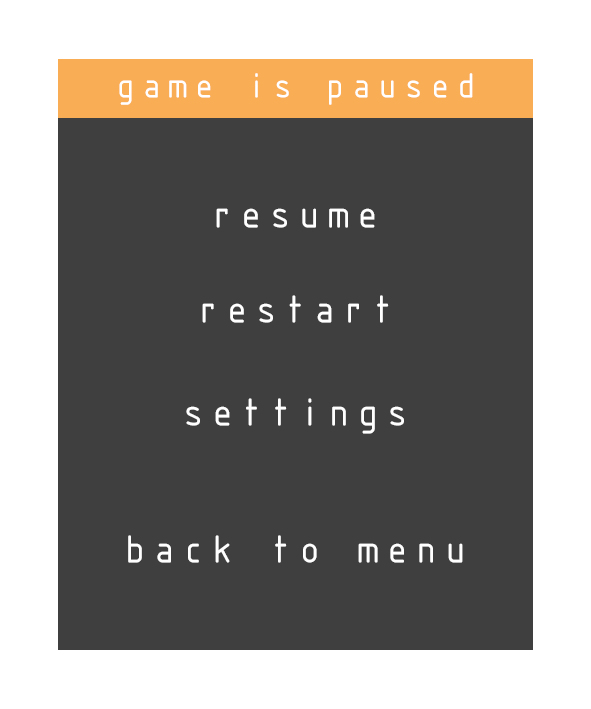 game is paused
resume
restart
settings
back to menu